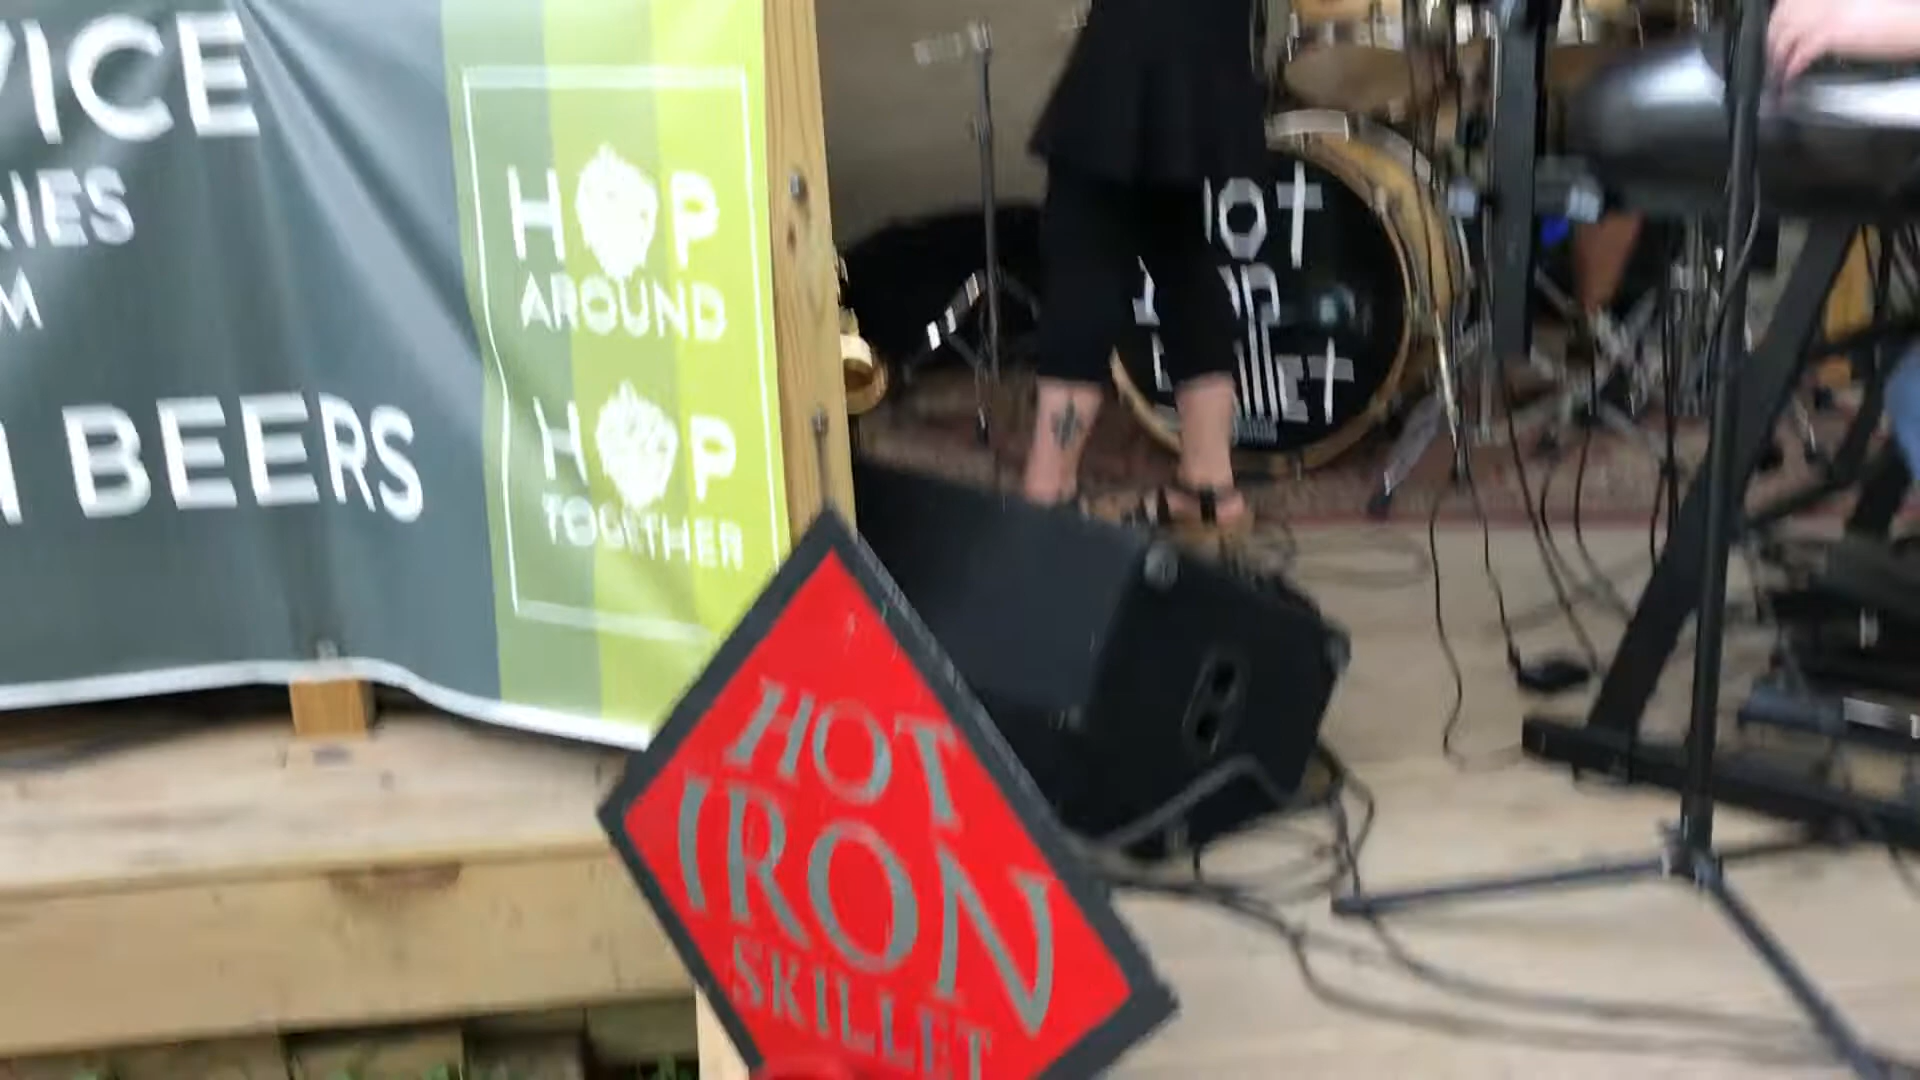 VICE
RIES
M
BEERS
HOP
AROUND
HOP
TOGETHER
HOT
IRON
SKILLET